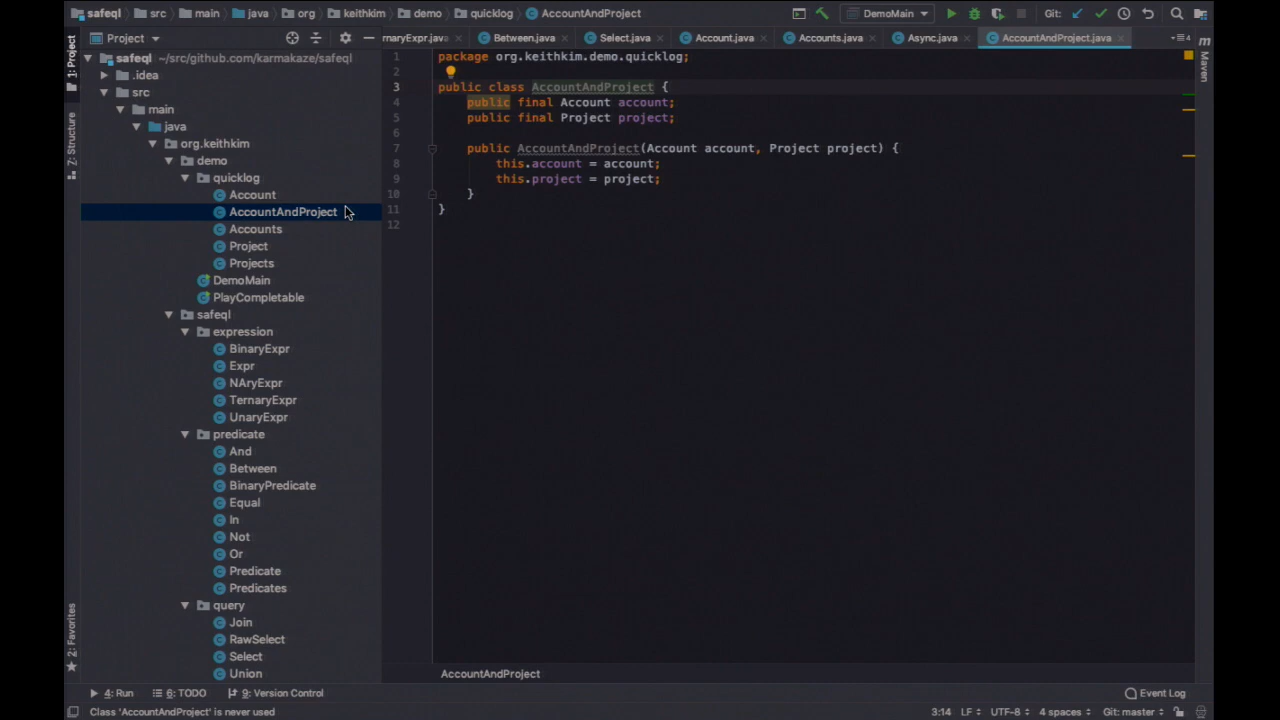 safeql src main java org keithkim demo quicklog AccountAndProject DemoMain Git:
Project
maryExpr.java Between.java Select.java Account.java Accounts.java Async.java AccountAndProject.java 4
1: Project
7: Structure
2: Favorites
Maven
safeql ~/src/github.com/karmakaze/safeql
.idea
src
main
java
org.keithkim
demo
quicklog
Account
AccountAndProject
Accounts
Project
Projects
DemoMain
PlayCompletable
safeql
expression
BinaryExpr
Expr
NAryExpr
TernaryExpr
UnaryExpr
predicate
And
Between
BinaryPredicate
Equal
In
Not
Or
Predicate
Predicates
query
Join
RawSelect
Select
Union
1 package org.keithkim.demo.quicklog;
2
3 public class AccountAndProject {
4 public final Account account;
5 public final Project project;
6
7 public AccountAndProject(Account account, Project project) {
8 this.account = account;
9 this.project = project;
10 }
11 }
12
AccountAndProject
4: Run 6: TODO 9: Version Control Event Log
Class 'AccountAndProject' is never used 3:14 LF UTF-8 4 spaces Git: master